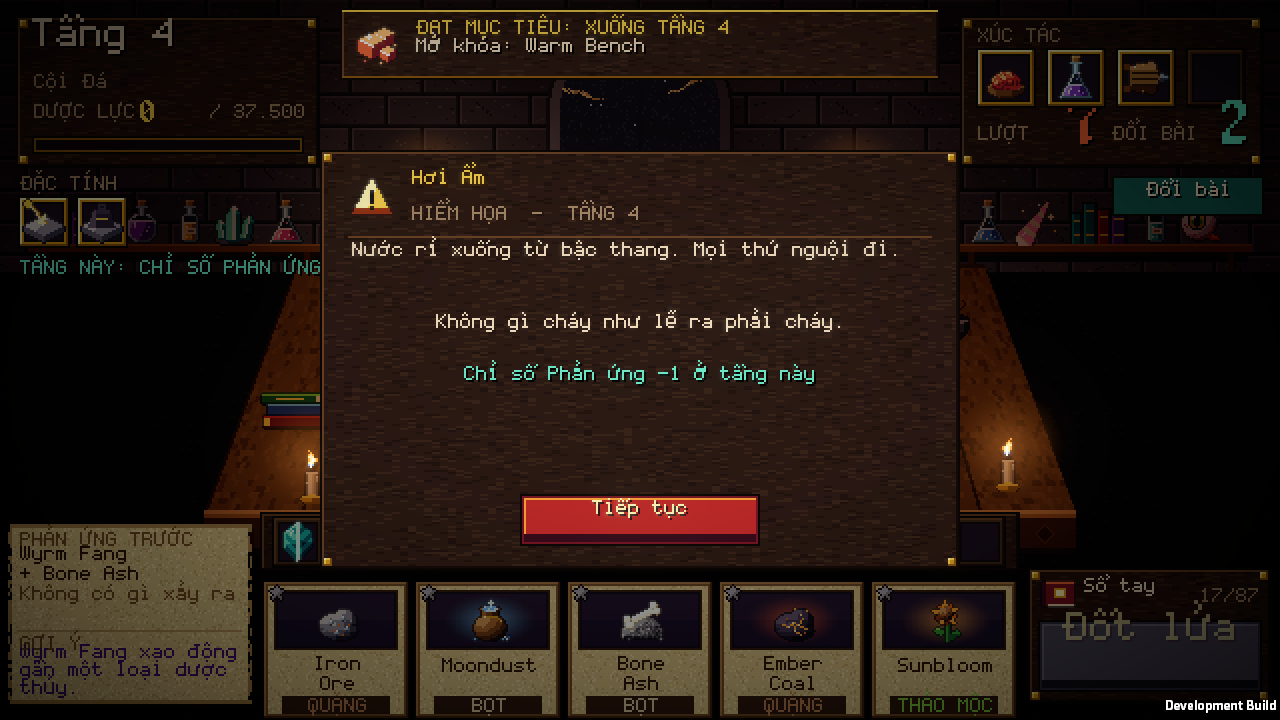 Tầng 4
Cội Đá
DƯỢC LỰC 0 / 37.500
ĐẠT MỤC TIÊU: XUỐNG TẦNG 4
Mở khóa: Warm Bench
XÚC TÁC
LƯỢT 1 ĐỔI BÀI 2
Đổi bài
ĐẶC TÍNH
TẦNG NÀY: CHỈ SỐ PHẢN ỨNG
Hơi Ẩm
HIỂM HỌA – TẦNG 4
Nước rỉ xuống từ bậc thang. Mọi thứ nguội đi.
Không gì cháy như lẽ ra phải cháy.
Chỉ số Phản ứng -1 ở tầng này
Tiếp tục
PHẢN ỨNG TRƯỚC
Wyrm Fang
+ Bone Ash
Không có gì xảy ra
GỢI Ý
Wyrm Fang xao động
gần một loại dược
thủy.
Iron
Ore
QUẶNG
Moondust
BỘT
Bone
Ash
BỘT
Ember
Coal
QUẶNG
Sunbloom
THẢO MỘC
Sổ tay
17/87
Đốt lửa
Development Build